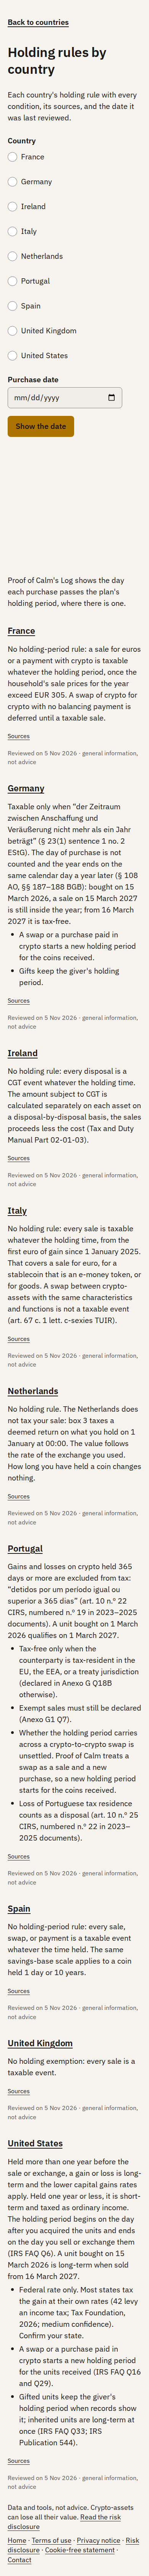 Back to countries
Holding rules by
country
Each country's holding rule with every
condition, its sources, and the date it
was last reviewed.
Country
France
Germany
Ireland
Italy
Netherlands
Portugal
Spain
United Kingdom
United States
Purchase date
mm/dd/yyyy
Show the date
Proof of Calm's Log shows the day
each purchase passes the plan's
holding period, where there is one.
France
No holding-period rule: a sale for euros
or a payment with crypto is taxable
whatever the holding period, once the
household's sale prices for the year
exceed EUR 305. A swap of crypto for
crypto with no balancing payment is
deferred until a taxable sale.
Sources
Reviewed on 5 Nov 2026 · general information,
not advice
Germany
Taxable only when “der Zeitraum
zwischen Anschaffung und
Veräußerung nicht mehr als ein Jahr
beträgt” (§ 23(1) sentence 1 no. 2
EStG). The day of purchase is not
counted and the year ends on the
same calendar day a year later (§ 108
AO, §§ 187–188 BGB): bought on 15
March 2026, a sale on 15 March 2027
is still inside the year; from 16 March
2027 it is tax-free.
• A swap or a purchase paid in
crypto starts a new holding period
for the coins received.
• Gifts keep the giver's holding
period.
Sources
Reviewed on 5 Nov 2026 · general information,
not advice
Ireland
No holding-period rule: every disposal is a
CGT event whatever the holding time.
The amount subject to CGT is
calculated separately on each asset on
a disposal-by-disposal basis, the sales
proceeds less the cost (Tax and Duty
Manual Part 02-01-03).
Sources
Reviewed on 5 Nov 2026 · general information,
not advice
Italy
No holding rule: every sale is taxable
whatever the holding time, from the
first euro of gain since 1 January 2025.
That covers a sale for euro, for a
stablecoin that is an e-money token, or
for goods. A swap between crypto-
assets with the same characteristics
and functions is not a taxable event
(art. 67 c. 1 lett. c-sexies TUIR).
Sources
Reviewed on 5 Nov 2026 · general information,
not advice
Netherlands
No holding rule. The Netherlands does
not tax your sale: box 3 taxes a
deemed return on what you hold on 1
January at 00:00. The value follows
the rate of the exchange you used.
How long you have held a coin changes
nothing.
Sources
Reviewed on 5 Nov 2026 · general information,
not advice
Portugal
Gains and losses on crypto held 365
days or more are excluded from tax:
“detidos por um período igual ou
superior a 365 dias” (art. 10 n.º 22
CIRS, numbered n.º 19 in 2023–2025
documents). A unit bought on 1 March
2026 qualifies on 1 March 2027.
• Tax-free only when the
counterparty is tax-resident in the
EU, the EEA, or a treaty jurisdiction
(declared in Anexo G Q18B
otherwise).
• Exempt sales must still be declared
(Anexo G1 Q7).
• Whether the holding period carries
across a crypto-to-crypto swap is
unsettled. Proof of Calm treats a
swap as a sale and a new
purchase, so a new holding period
starts for the coins received.
• Loss of Portuguese tax residence
counts as a disposal (art. 10 n.º 25
CIRS, numbered n.º 22 in 2023–
2025 documents).
Sources
Reviewed on 5 Nov 2026 · general information,
not advice
Spain
No holding-period rule: every sale,
swap, or payment is a taxable event
whatever the time held. The same
savings-base scale applies to a coin
held 1 day or 10 years.
Sources
Reviewed on 5 Nov 2026 · general information,
not advice
United Kingdom
No holding exemption: every sale is a
taxable event.
Sources
Reviewed on 5 Nov 2026 · general information,
not advice
United States
Held more than one year before the
sale or exchange, a gain or loss is long-
term and the lower capital gains rates
apply. Held one year or less, it is short-
term and taxed as ordinary income.
The holding period begins on the day
after you acquired the units and ends
on the day you sell or exchange them
(IRS FAQ Q6). A unit bought on 15
March 2026 is long-term when sold
from 16 March 2027.
• Federal rate only. Most states tax
the gain at their own rates (42 levy
an income tax; Tax Foundation,
2026; medium confidence).
Confirm your state.
• A swap or a purchase paid in
crypto starts a new holding period
for the units received (IRS FAQ Q16
and Q29).
• Gifted units keep the giver's
holding period when records show
it; inherited units are long-term at
once (IRS FAQ Q33; IRS
Publication 544).
Sources
Reviewed on 5 Nov 2026 · general information,
not advice
Data and tools, not advice. Crypto-assets
can lose all their value. Read the risk
disclosure
Home · Terms of use · Privacy notice · Risk
disclosure · Cookie-free statement ·
Contact